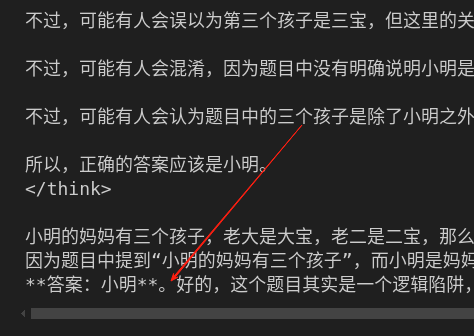 不过，可能有人会误以为第三个孩子是三宝，但这里的关
不过，可能有人会混淆，因为题目中没有明确说明小明是
不过，可能有人会认为题目中的三个孩子是除了小明之外
所以，正确的答案应该是小明。
</think>
小明的妈妈有三个孩子，老大是大宝，老二是二宝，那么
因为题目中提到“小明的妈妈有三个孩子”，而小明是妈妈
**答案：小明**。好的，这个题目其实是一个逻辑陷阱，